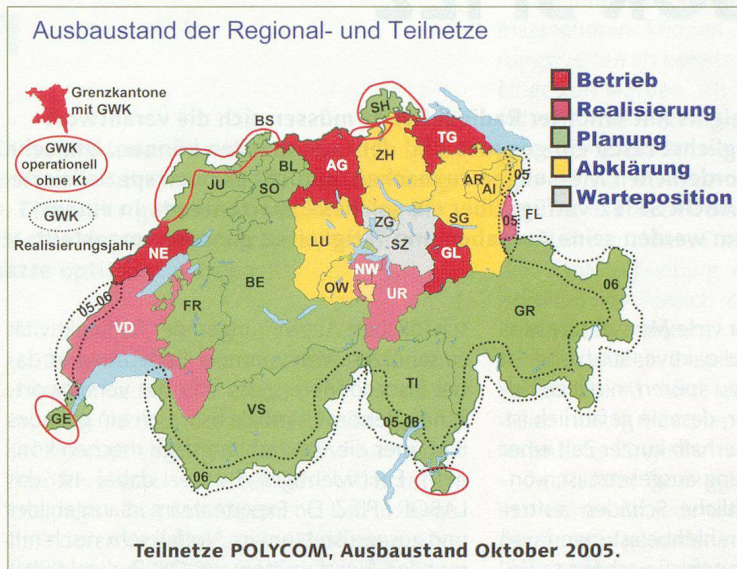 Ausbaustand der Regional- und Teilnetze
Grenzkantone
mit GWK
GWK
operationell
ohne Kt
GWK
Realisierungsjahr
Betrieb
Realisierung
Planung
Abklärung
Warteposition
BS
SH
TG
BL
AG
ZH
JU
SO
AR
AI
05
ZG
SG
05
FL
NE
LU
SZ
GL
05-06
BE
OW
NW
UR
GR
06
VD
FR
VS
TI
05-08
GE
06
Teilnetze POLYCOM, Ausbaustand Oktober 2005.